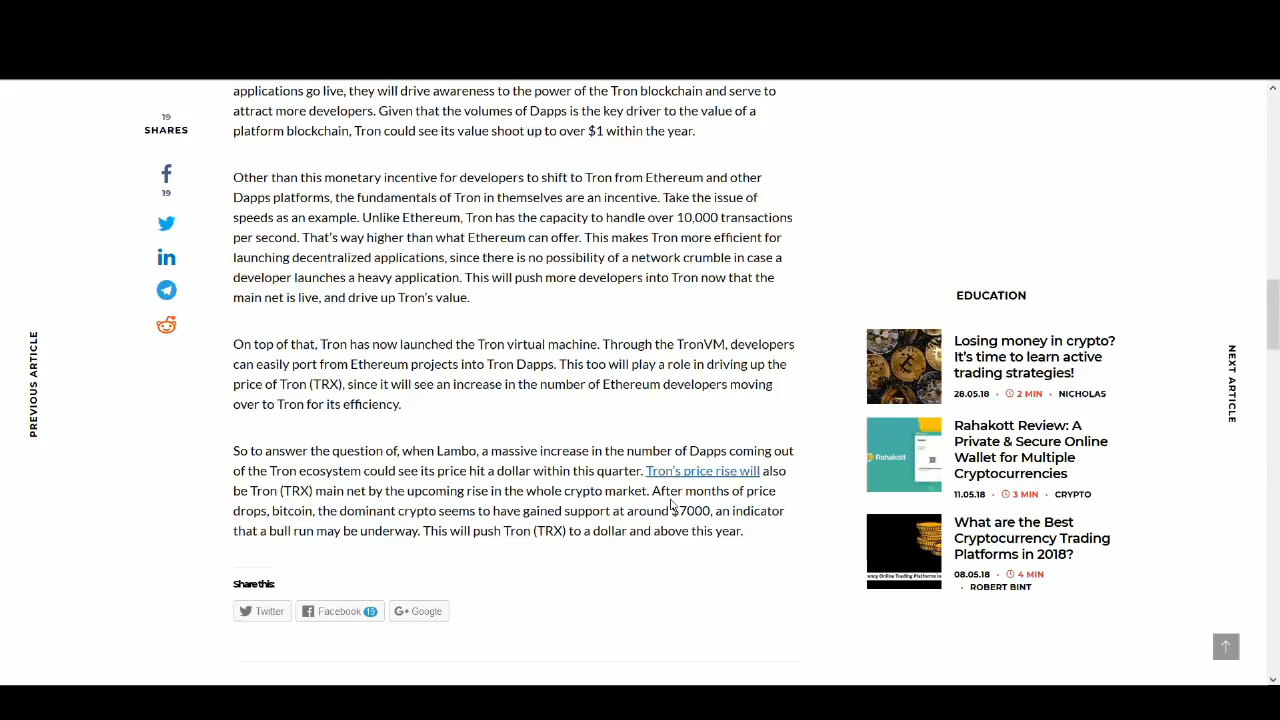 19
SHARES
19
PREVIOUS ARTICLE
applications go live, they will drive awareness to the power of the Tron blockchain and serve to
attract more developers. Given that the volumes of Dapps is the key driver to the value of a
platform blockchain, Tron could see its value shoot up to over $1 within the year.
Other than this monetary incentive for developers to shift to Tron from Ethereum and other
Dapps platforms, the fundamentals of Tron in themselves are an incentive. Take the issue of
speeds as an example. Unlike Ethereum, Tron has the capacity to handle over 10,000 transactions
per second. That’s way higher than what Ethereum can offer. This makes Tron more efficient for
launching decentralized applications, since there is no possibility of a network crumble in case a
developer launches a heavy application. This will push more developers into Tron now that the
main net is live, and drive up Tron’s value.
On top of that, Tron has now launched the Tron virtual machine. Through the TronVM, developers
can easily port from Ethereum projects into Tron Dapps. This too will play a role in driving up the
price of Tron (TRX), since it will see an increase in the number of Ethereum developers moving
over to Tron for its efficiency.
So to answer the question of, when Lambo, a massive increase in the number of Dapps coming out
of the Tron ecosystem could see its price hit a dollar within this quarter. Tron’s price rise will also
be Tron (TRX) main net by the upcoming rise in the whole crypto market. After months of price
drops, bitcoin, the dominant crypto seems to have gained support at around $7000, an indicator
that a bull run may be underway. This will push Tron (TRX) to a dollar and above this year.
Share this:
Twitter
Facebook 19
G+ Google
EDUCATION
Losing money in crypto?
It’s time to learn active
trading strategies!
28.05.18 · 2 MIN · NICHOLAS
Rahakott
Rahakott Review: A
Private & Secure Online
Wallet for Multiple
Cryptocurrencies
11.05.18 · 3 MIN · CRYPTO
ency Online Trading Platforms in
What are the Best
Cryptocurrency Trading
Platforms in 2018?
08.05.18 · 4 MIN
· ROBERT BINT
NEXT ARTICLE